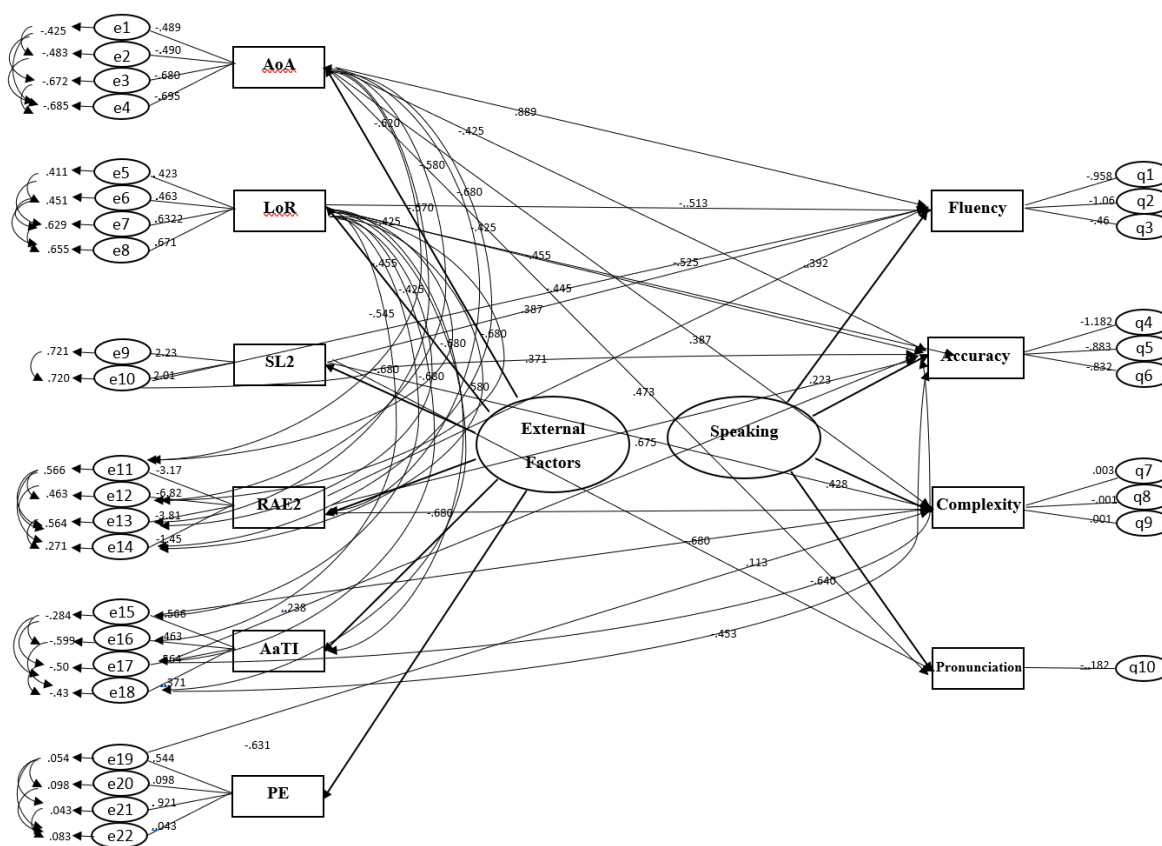 -.425 e1 -.489
-.483 e2 -.490
-.672 e3 -.680
-.685 e4 -.695
AoA
.411 e5 .423
.451 e6 .463
.629 e7 .6322
.655 e8 .671
LoR
.721 e9 2.23
.720 e10 2.01
SL2
.566 e11 -3.17
.463 e12 -6.82
.564 e13 -3.81
.271 e14 -1.45
RAE2
-.284 e15 .566
-.599 e16 .463
-.50 e17 .564
-.43 e18 .371
AaTI
.054 e19 .544
.098 e20 .098
.043 e21 .921
.083 e22 .043
PE
-.631
-.620
-.425
.889
-.580
-.680
-.670
.425
-.425
-.513
.455
-.425
-.545
-.455
-.445
-.525
.392
.387
-.680
-.680
-.680
-.680
.580
.371
.387
.473
.223
.675
.428
-.680
-.680
.113
-.640
.238
-.453
External
Factors
Speaking
Fluency
-.958 q1
-1.06 q2
-.46 q3
Accuracy
-1.182 q4
-.883 q5
-.832 q6
Complexity
.003 q7
-.001 q8
.001 q9
Pronunciation
-.182 q10